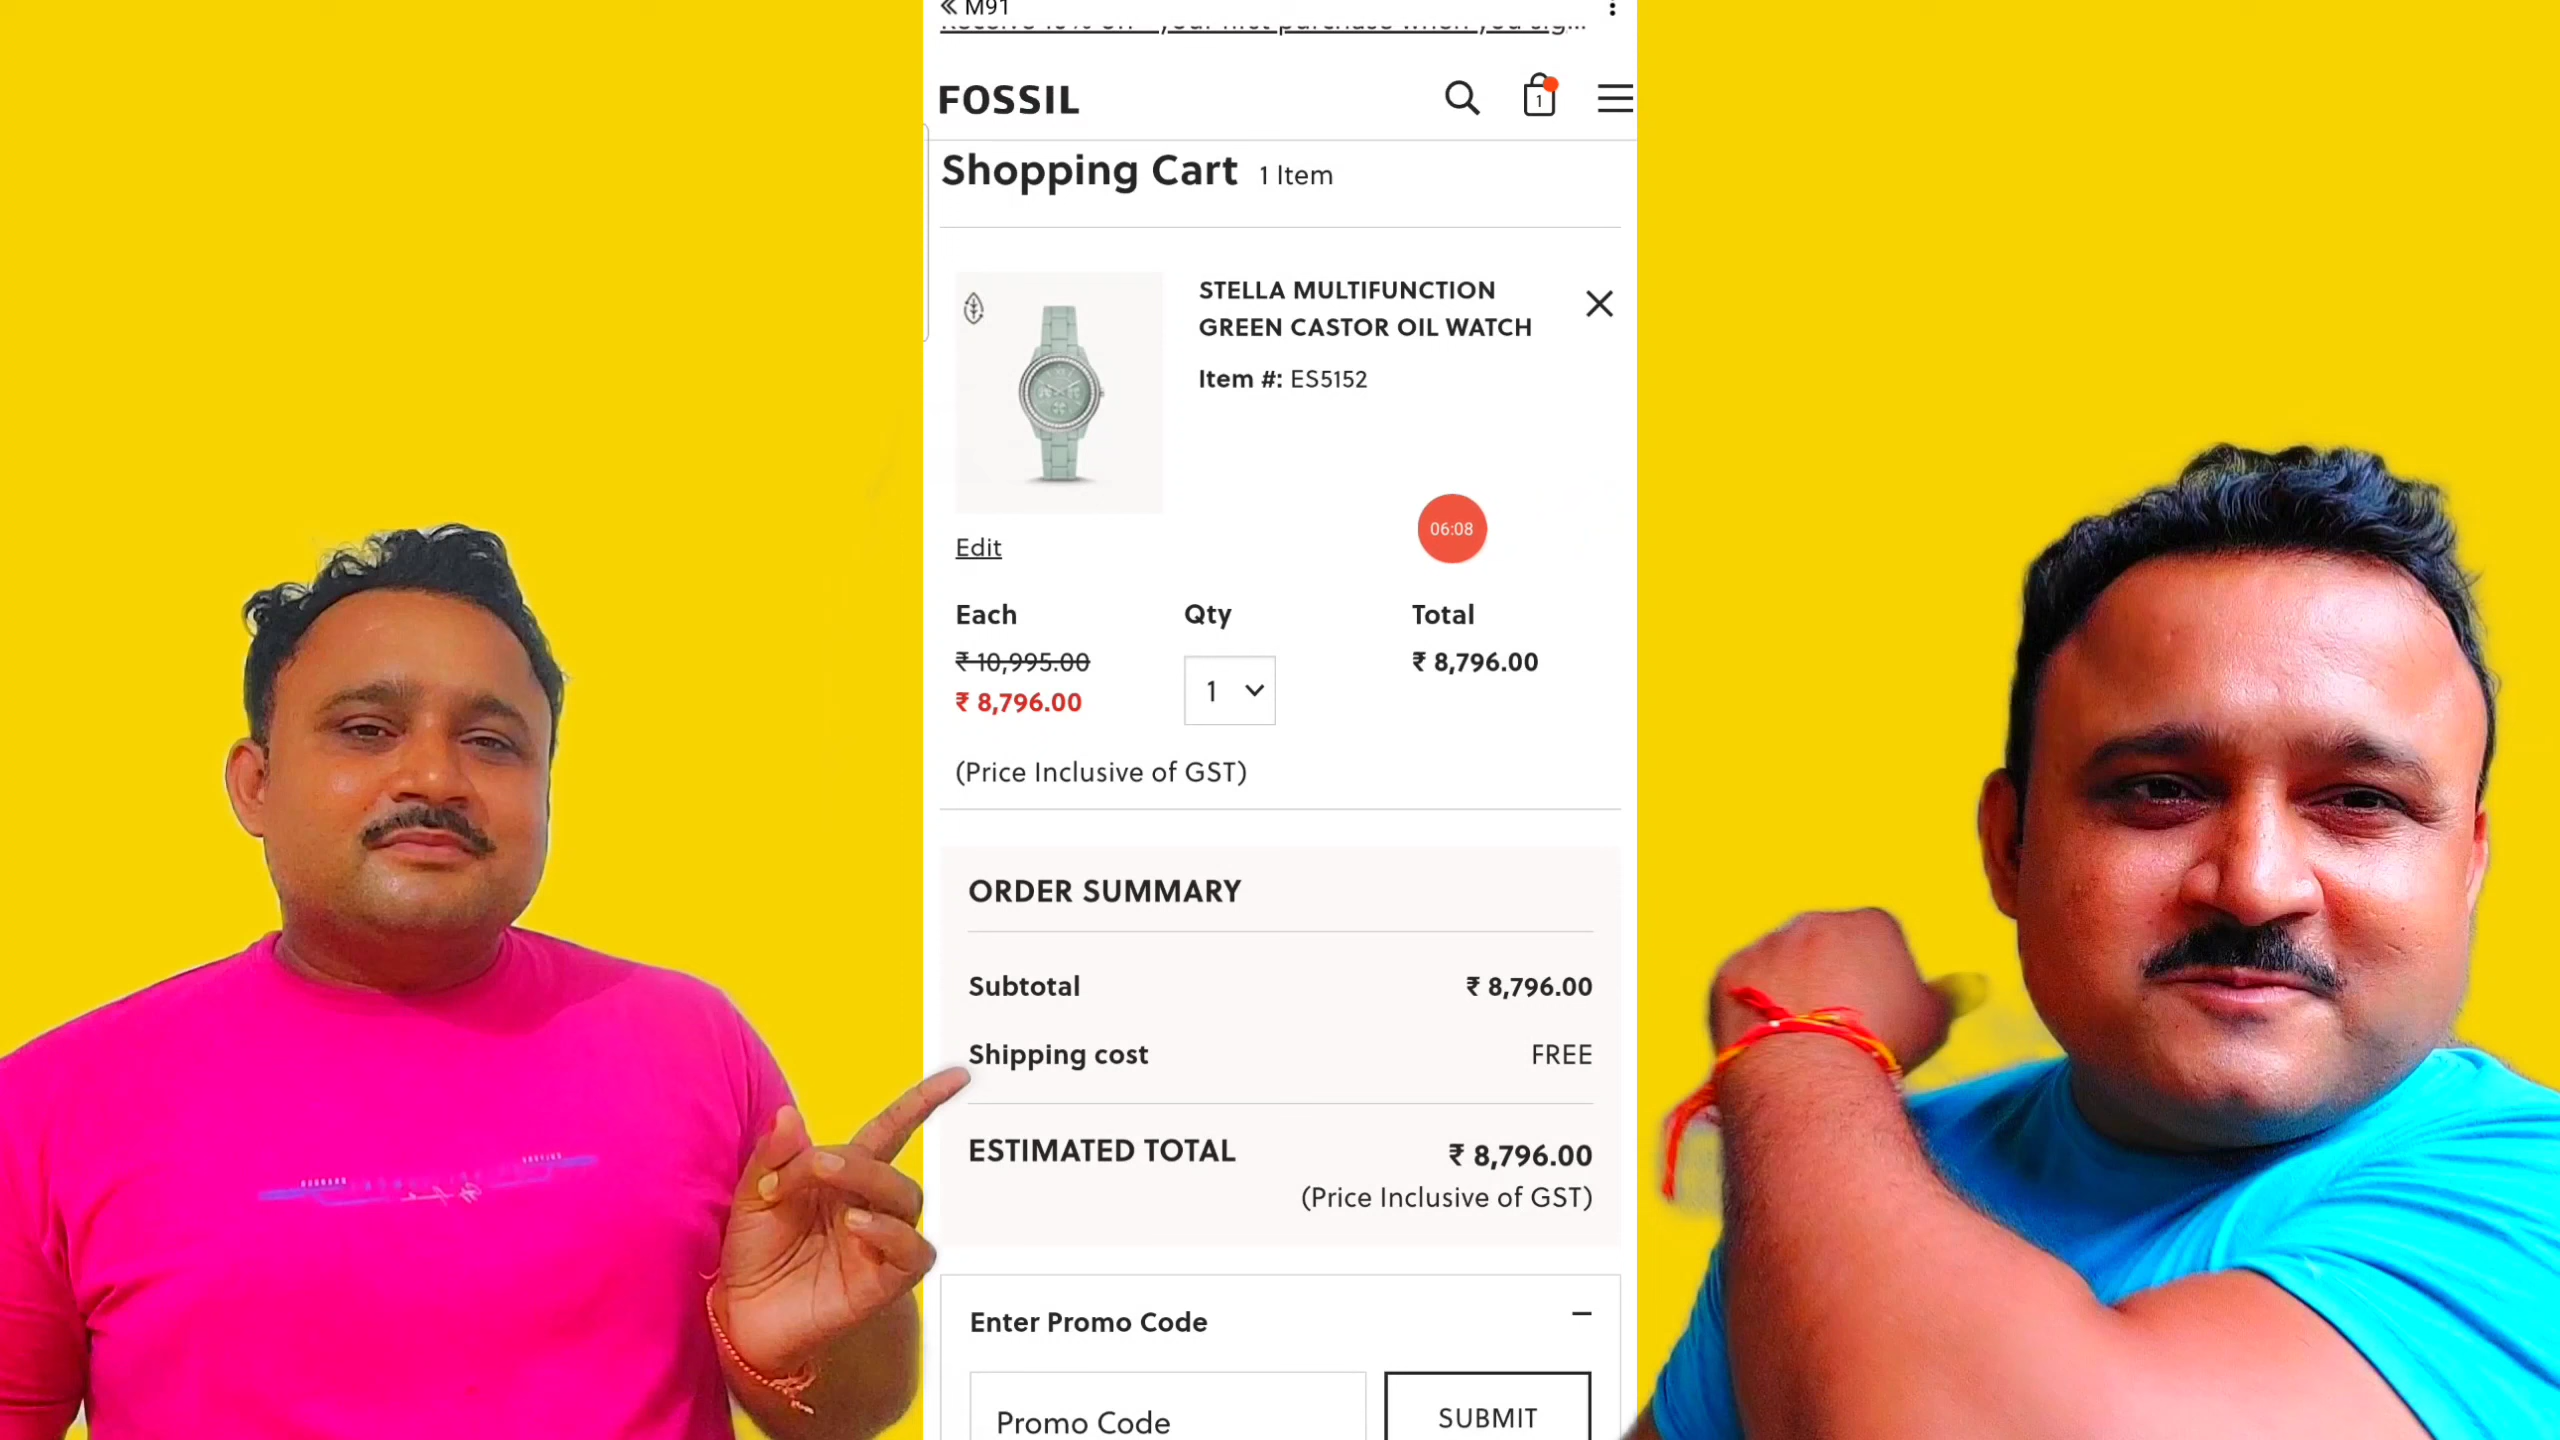 M91
FOSSIL
1
Shopping Cart 1 Item
STELLA MULTIFUNCTION
GREEN CASTOR OIL WATCH
Item #: ES5152
06:08
Edit
Each Qty Total
₹ 10,995.00 ₹ 8,796.00
₹ 8,796.00 1
(Price Inclusive of GST)
ORDER SUMMARY
Subtotal ₹ 8,796.00
Shipping cost FREE
ESTIMATED TOTAL ₹ 8,796.00
(Price Inclusive of GST)
Enter Promo Code
Promo Code SUBMIT